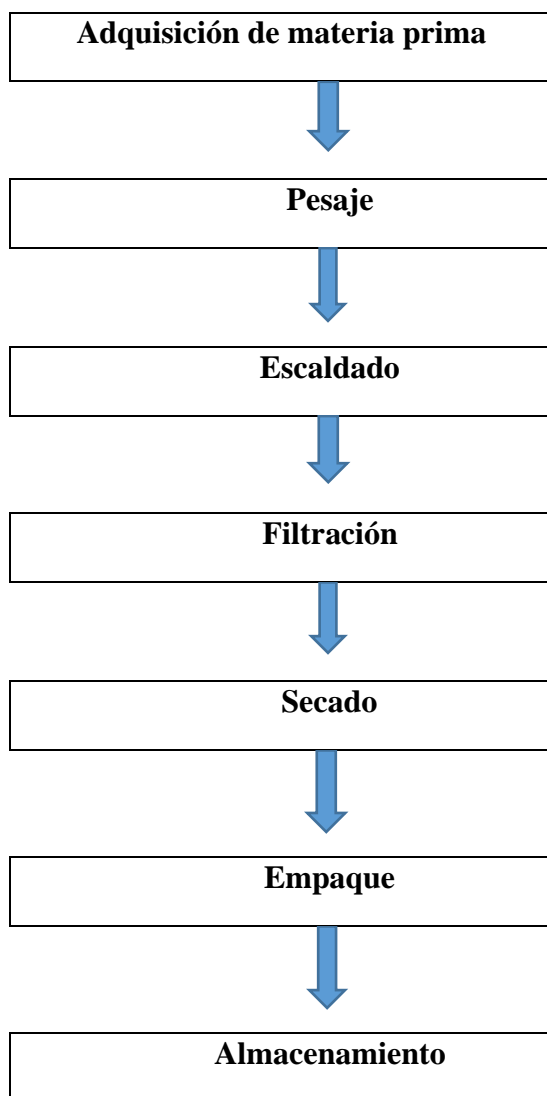 Adquisición de materia prima
Pesaje
Escaldado
Filtración
Secado
Empaque
Almacenamiento